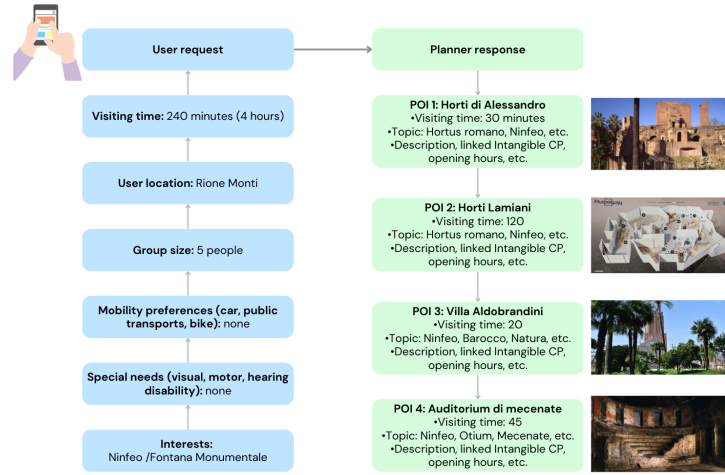 User request
Visiting time: 240 minutes (4 hours)
User location: Rione Monti
Group size: 5 people
Mobility preferences (car, public
transports, bike): none
Special needs (visual, motor, hearing
disability): none
Interests:
Ninfeo /Fontana Monumentale
Planner response
POI 1: Horti di Alessandro
•Visiting time: 30 minutes
•Topic: Hortus romano, Ninfeo, etc.
•Description, linked Intangible CP,
opening hours, etc.
POI 2: Horti Lamiani
•Visiting time: 120
•Topic: Hortus romano, Ninfeo, etc.
•Description, linked Intangible CP,
opening hours, etc.
POI 3: Villa Aldobrandini
•Visiting time: 20
•Topic: Ninfeo, Barocco, Natura, etc.
•Description, linked Intangible CP,
opening hours, etc.
POI 4: Auditorium di mecenate
•Visiting time: 45
•Topic: Ninfeo, Otium, Mecenate, etc.
•Description, linked Intangible CP,
opening hours, etc.